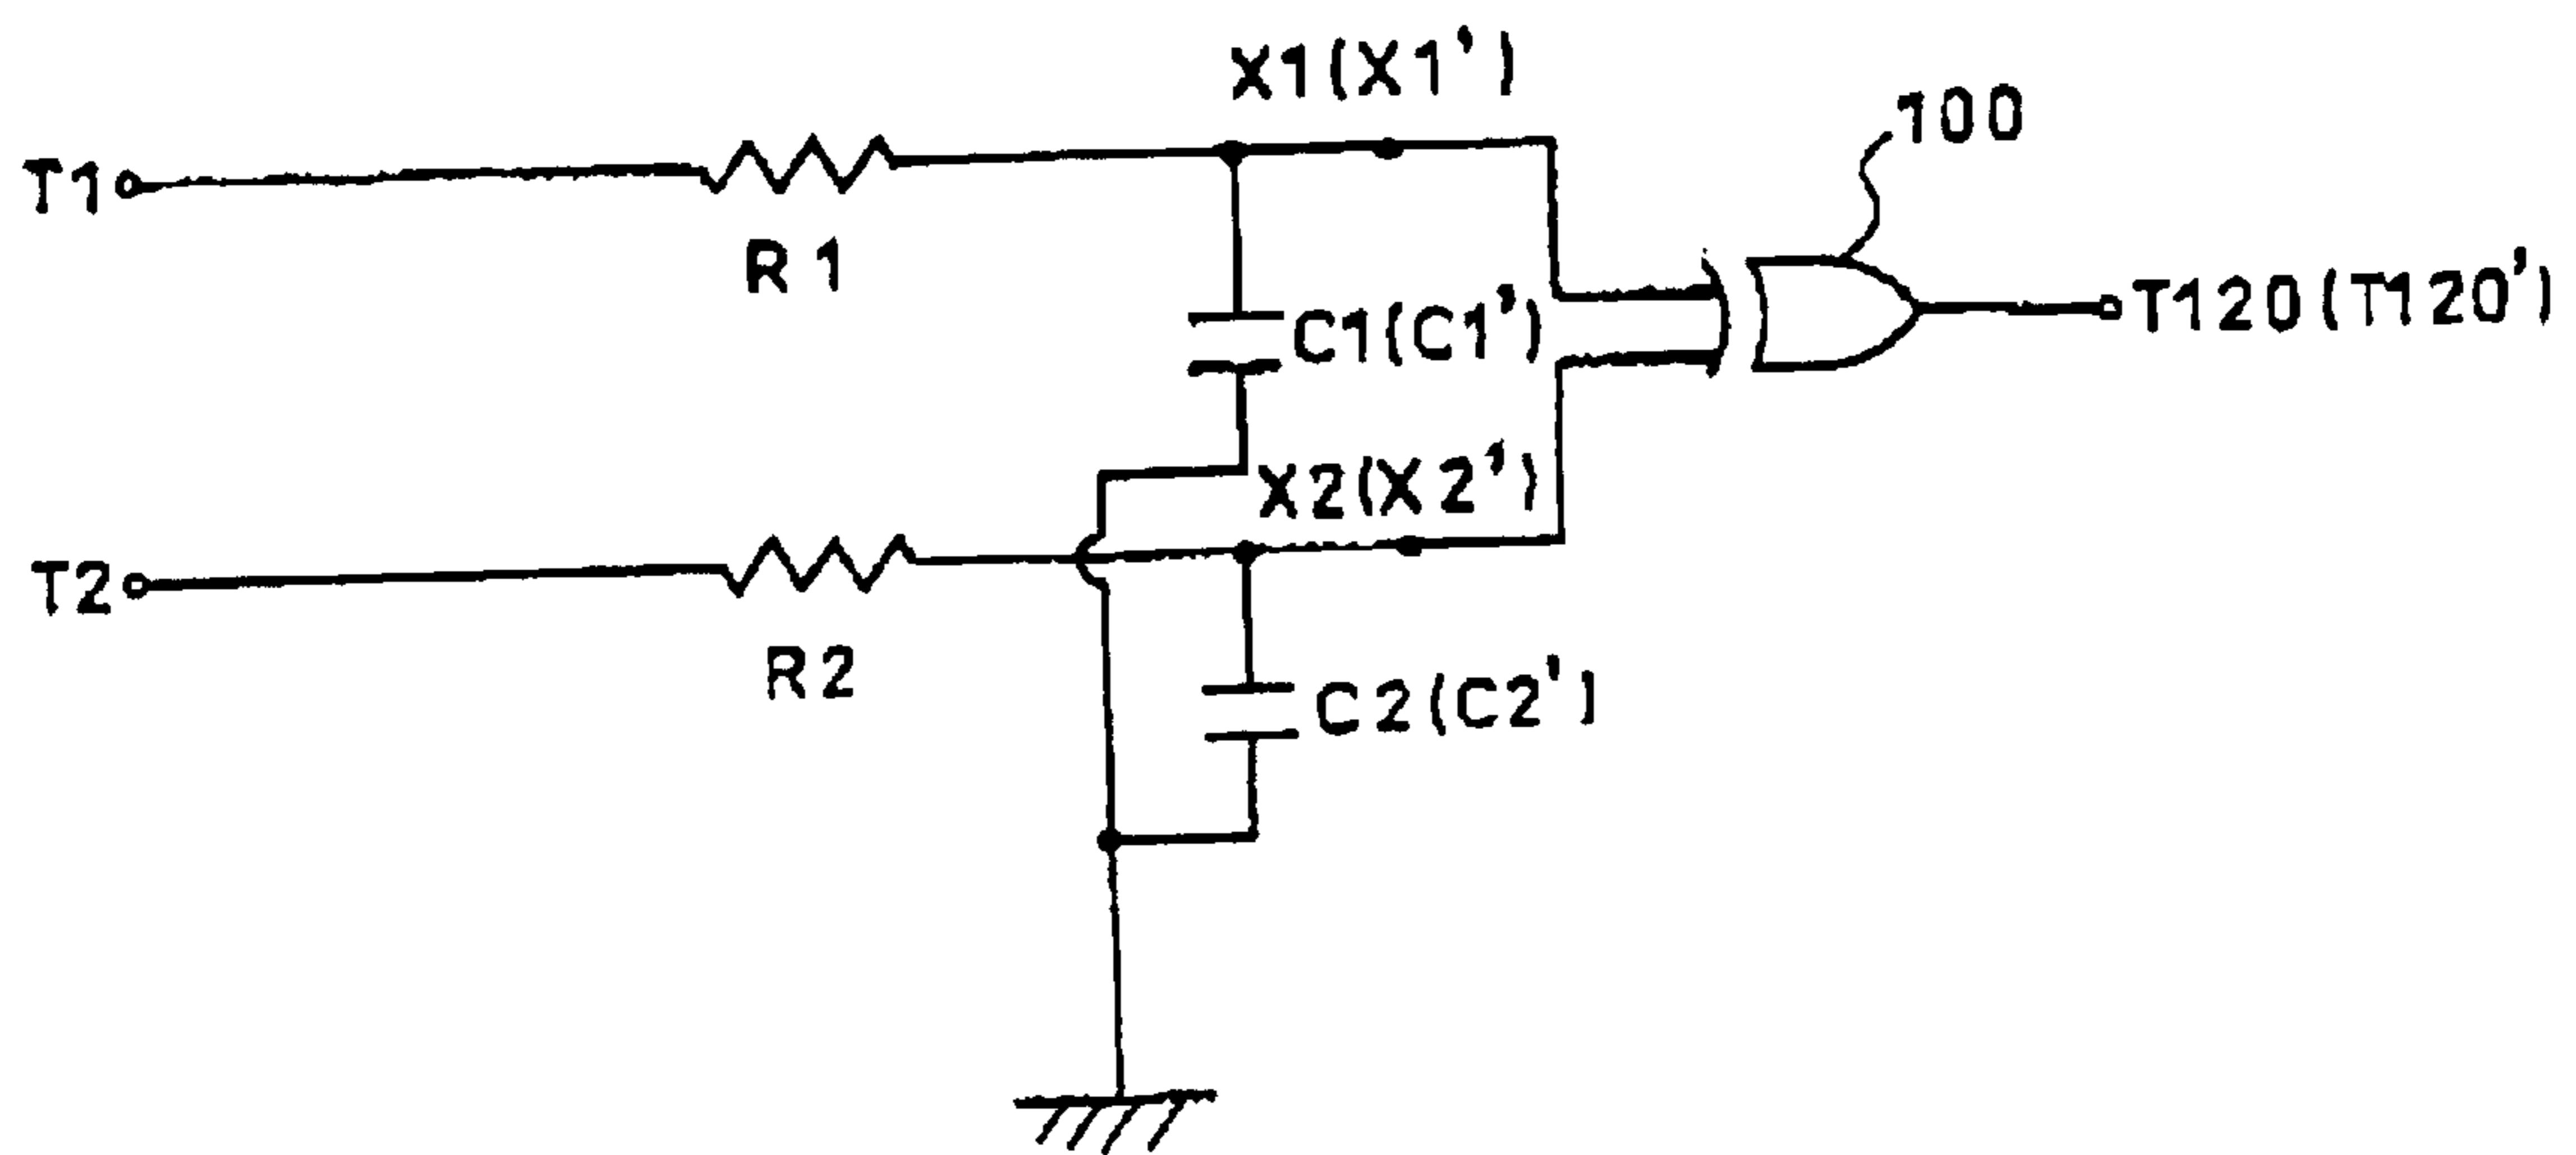 X1(X1')
100
T1
R1
T120(T120')
C1(C1')
X2(X2')
T2
R2
C2(C2')